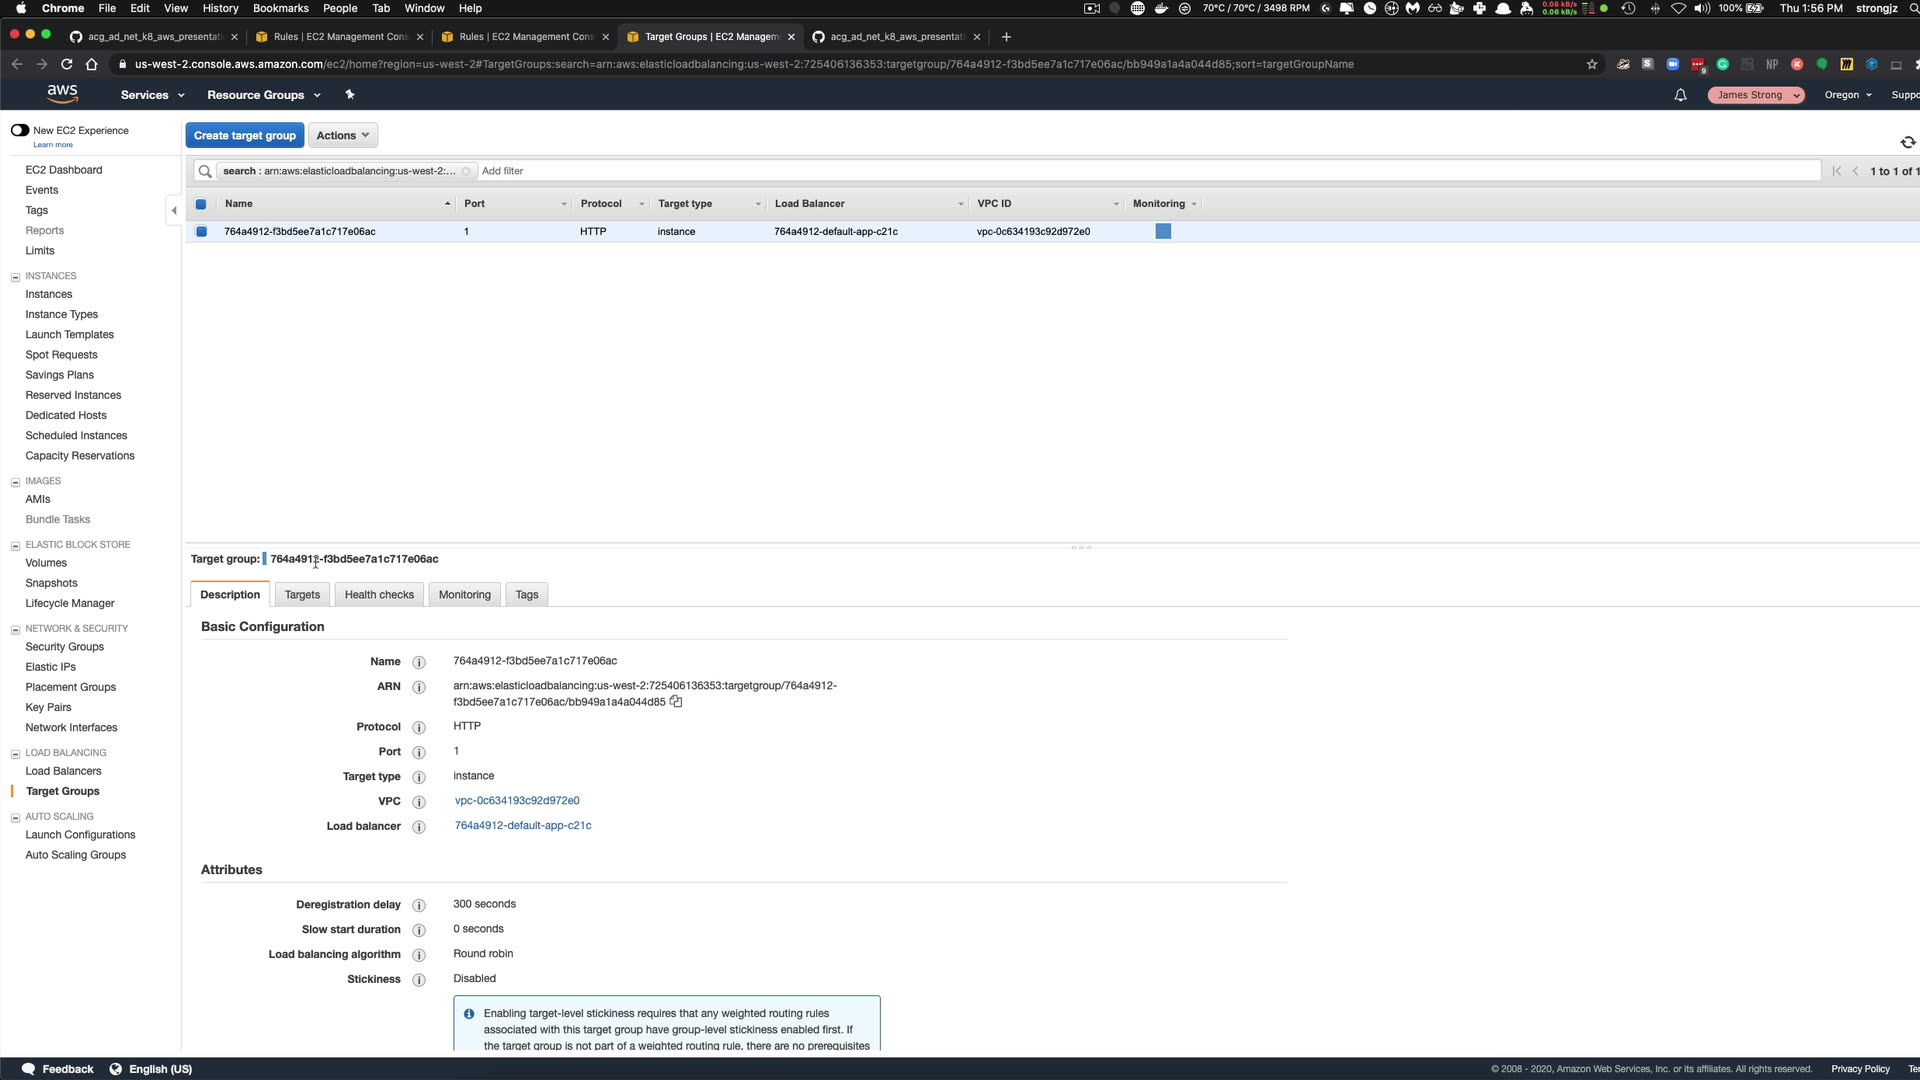 Chrome File Edit View History Bookmarks People Tab Window Help 70°C / 70°C / 3498 RPM 0.08 kB/s 0.06 kB/s 100% Thu 1:56 PM strongjz
acg_ad_net_k8_aws_presentati Rules | EC2 Management Cons Rules | EC2 Management Cons Target Groups | EC2 Managem acg_ad_net_k8_aws_presentati
us-west-2.console.aws.amazon.com/ec2/home?region=us-west-2#TargetGroups:search=arn:aws:elasticloadbalancing:us-west-2:725406136353:targetgroup/764a4912-f3bd5ee7a1c717e06ac/bb949a1a4a044d85;sort=targetGroupName
aws Services Resource Groups James Strong Oregon Suppo
New EC2 Experience
Learn more
EC2 Dashboard
Events
Tags
Reports
Limits
INSTANCES
Instances
Instance Types
Launch Templates
Spot Requests
Savings Plans
Reserved Instances
Dedicated Hosts
Scheduled Instances
Capacity Reservations
IMAGES
AMIs
Bundle Tasks
ELASTIC BLOCK STORE
Volumes
Snapshots
Lifecycle Manager
NETWORK & SECURITY
Security Groups
Elastic IPs
Placement Groups
Key Pairs
Network Interfaces
LOAD BALANCING
Load Balancers
Target Groups
AUTO SCALING
Launch Configurations
Auto Scaling Groups
Create target group Actions
search : arn:aws:elasticloadbalancing:us-west-2:... Add filter 1 to 1 of 1
Name Port Protocol Target type Load Balancer VPC ID Monitoring
764a4912-f3bd5ee7a1c717e06ac 1 HTTP instance 764a4912-default-app-c21c vpc-0c634193c92d972e0
Target group: 764a4912-f3bd5ee7a1c717e06ac
Description Targets Health checks Monitoring Tags
Basic Configuration
Name 764a4912-f3bd5ee7a1c717e06ac
ARN arn:aws:elasticloadbalancing:us-west-2:725406136353:targetgroup/764a4912-
f3bd5ee7a1c717e06ac/bb949a1a4a044d85
Protocol HTTP
Port 1
Target type instance
VPC vpc-0c634193c92d972e0
Load balancer 764a4912-default-app-c21c
Attributes
Deregistration delay 300 seconds
Slow start duration 0 seconds
Load balancing algorithm Round robin
Stickiness Disabled
Enabling target-level stickiness requires that any weighted routing rules
associated with this target group have group-level stickiness enabled first. If
the target group is not part of a weighted routing rule, there are no prerequisites
Feedback English (US) © 2008 - 2020, Amazon Web Services, Inc. or its affiliates. All rights reserved. Privacy Policy Te